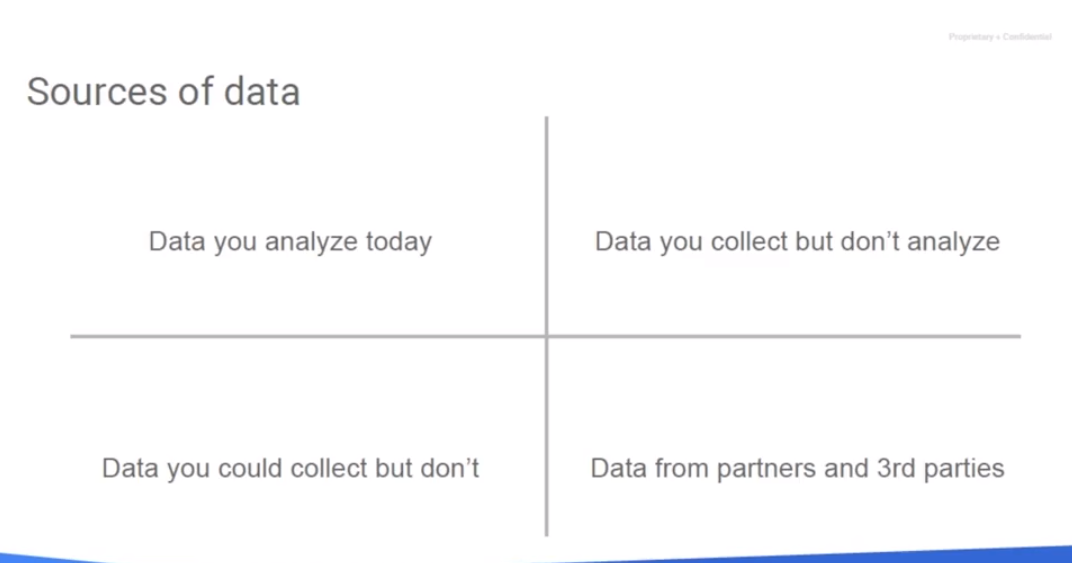 Proprietary + Confidential
Sources of data
Data you analyze today
Data you collect but don’t analyze
Data you could collect but don’t
Data from partners and 3rd parties